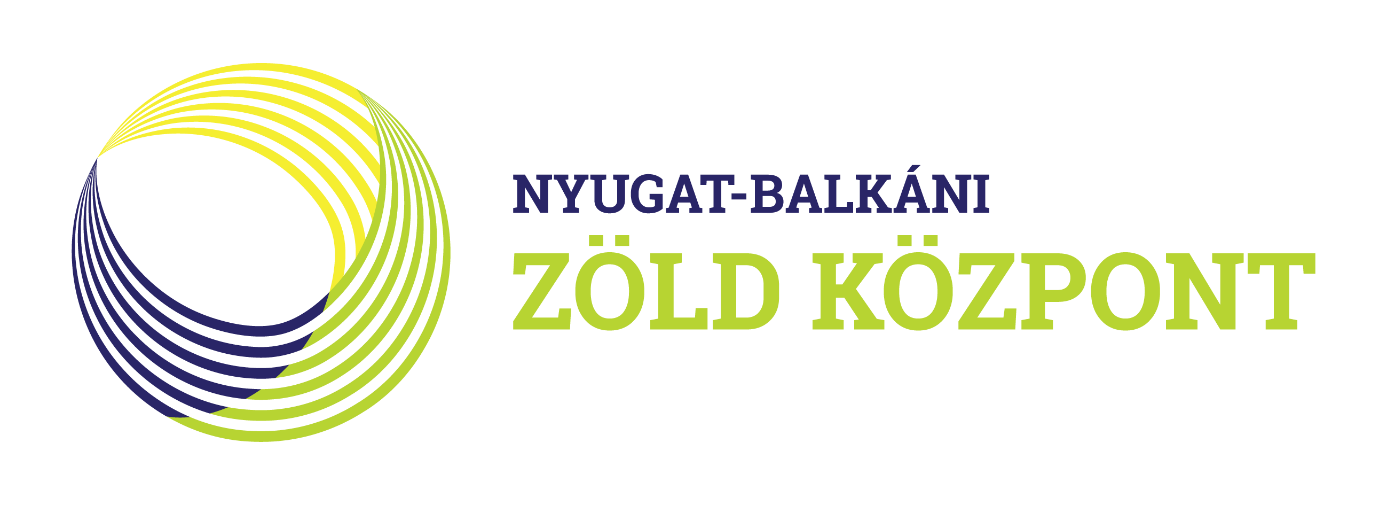 NYUGAT-BALKÁNI
ZÖLD KÖZPONT